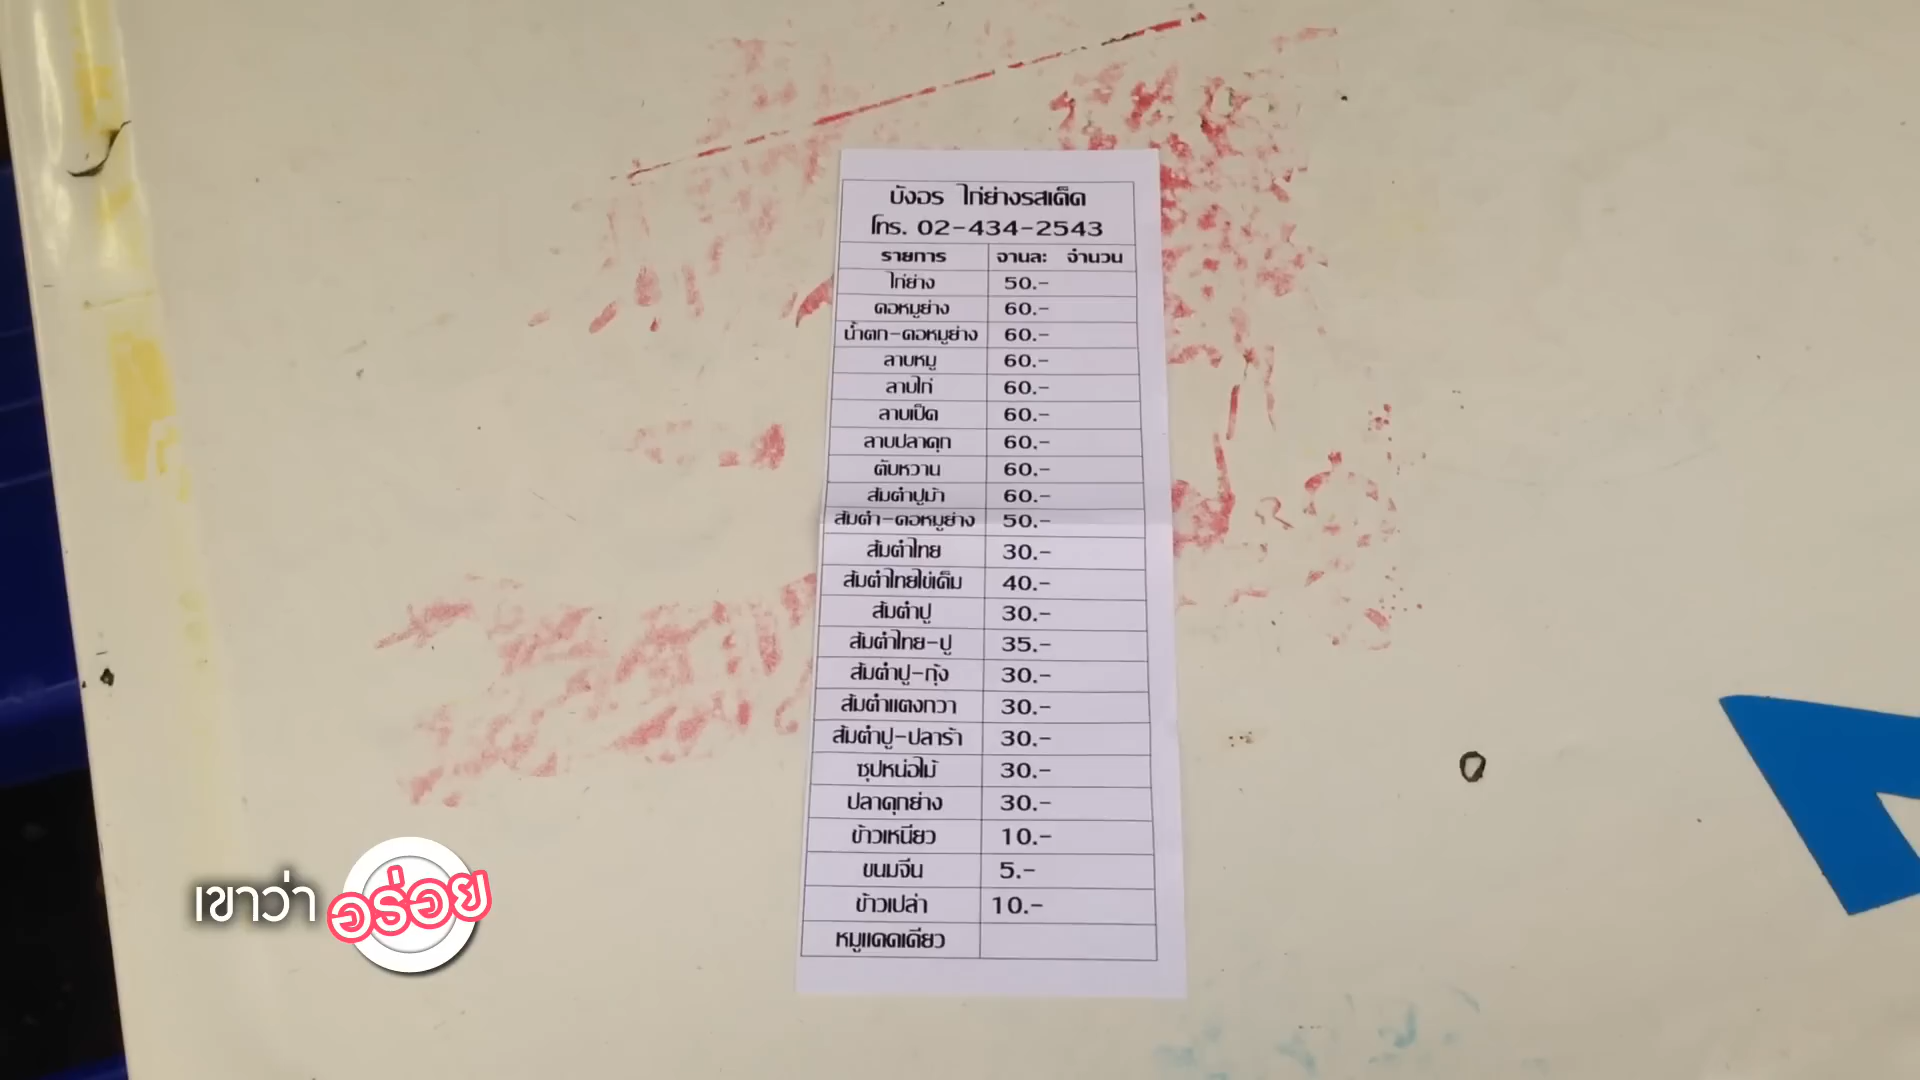 บังอร ไก่ย่างรสเด็ด
โทร. 02-434-2543
รายการ จานละ จำนวน
ไก่ย่าง 50.-
คอหมูย่าง 60.-
น้ำตก-คอหมูย่าง 60.-
ลาบหมู 60.-
ลาบไก่ 60.-
ลาบเป็ด 60.-
ลาบปลาดุก 60.-
ตับหวาน 60.-
ส้มตำปูม้า 60.-
ส้มตำ-คอหมูย่าง 50.-
ส้มตำไทย 30.-
ส้มตำไทยไข่เค็ม 40.-
ส้มตำปู 30.-
ส้มตำไทย-ปู 35.-
ส้มตำปู-กุ้ง 30.-
ส้มตำแตงกวา 30.-
ส้มตำปู-ปลาร้า 30.-
ซุปหน่อไม้ 30.-
ปลาดุกย่าง 30.-
ข้าวเหนียว 10.-
ขนมจีน 5.-
ข้าวเปล่า 10.-
หมูแดดเดียว
เขาว่าอร่อย